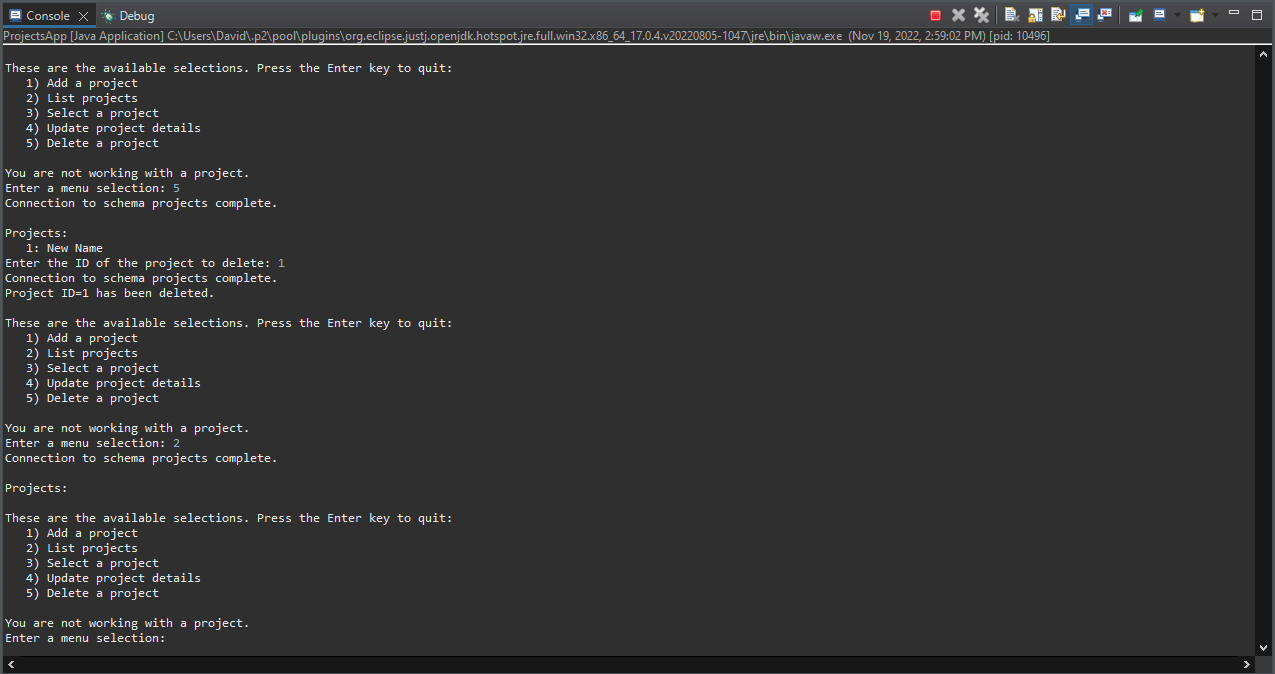 Console Debug
ProjectsApp [Java Application] C:\Users\David\.p2\pool\plugins\org.eclipse.justj.openjdk.hotspot.jre.full.win32.x86_64_17.0.4.v20220805-1047\jre\bin\javaw.exe (Nov 19, 2022, 2:59:02 PM) [pid: 10496]
These are the available selections. Press the Enter key to quit:
1) Add a project
2) List projects
3) Select a project
4) Update project details
5) Delete a project
You are not working with a project.
Enter a menu selection: 5
Connection to schema projects complete.
Projects:
1: New Name
Enter the ID of the project to delete: 1
Connection to schema projects complete.
Project ID=1 has been deleted.
These are the available selections. Press the Enter key to quit:
1) Add a project
2) List projects
3) Select a project
4) Update project details
5) Delete a project
You are not working with a project.
Enter a menu selection: 2
Connection to schema projects complete.
Projects:
These are the available selections. Press the Enter key to quit:
1) Add a project
2) List projects
3) Select a project
4) Update project details
5) Delete a project
You are not working with a project.
Enter a menu selection: